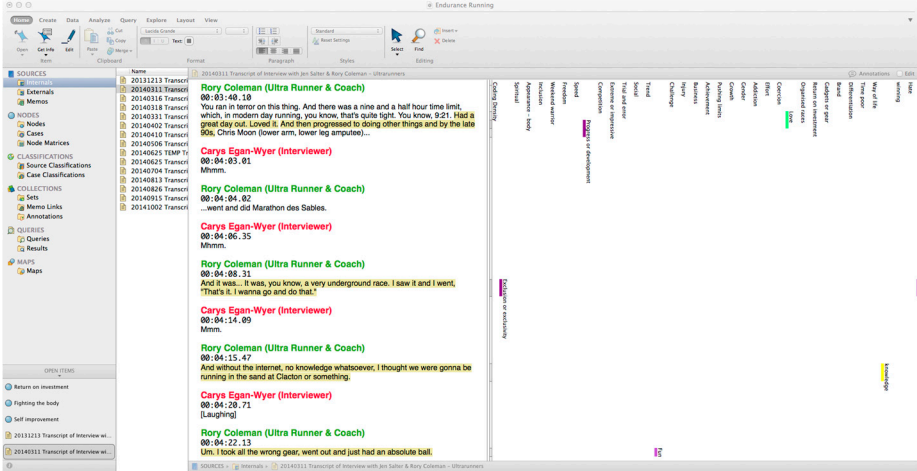 Endurance Running
Home Create Data Analyze Query Explore Layout View
Open Get Info Edit
Item
Paste
Cut
Copy
Merge
Clipboard
Lucida Grande
Text
Format
Paragraph
Standard
Reset Settings
Styles
Select Find
Insert
Delete
Editing
SOURCES
Internals
Externals
Memos
NODES
Nodes
Cases
Node Matrices
CLASSIFICATIONS
Source Classifications
Case Classifications
COLLECTIONS
Sets
Memo Links
Annotations
QUERIES
Queries
Results
MAPS
Maps
OPEN ITEMS
Return on investment
Fighting the body
Self improvement
20131213 Transcript of Interview wi...
20140311 Transcript of Interview wi...
Name
20131213 Transcri
20140311 Transcri
20140316 Transcri
20140318 Transcri
20140331 Transcri
20140402 Transcri
20140410 Transcri
20140506 Transcri
20140625 TEMP Tr
20140625 Transcri
20140704 Transcri
20140813 Transcri
20140826 Transcri
20140915 Transcri
20141002 Transcri
20140311 Transcript of Interview with Jen Salter & Rory Coleman - Ultrarunners
Annotations Edit
Rory Coleman (Ultra Runner & Coach)
00:03:40.10
You ran in terror on this thing. And there was a nine and a half hour time limit,
which, in modern day running, you know, that's quite tight. You know, 9:21. Had a
great day out. Loved it. And then progressed to doing other things and by the late
90s, Chris Moon (lower arm, lower leg amputee)...
Carys Egan-Wyer (Interviewer)
00:04:03.01
Mhmm.
Rory Coleman (Ultra Runner & Coach)
00:04:04.02
...went and did Marathon des Sables.
Carys Egan-Wyer (Interviewer)
00:04:06.35
Mhmm.
Rory Coleman (Ultra Runner & Coach)
00:04:08.31
And it was... It was, you know, a very underground race. I saw it and I went,
"That's it. I wanna go and do that."
Carys Egan-Wyer (Interviewer)
00:04:14.09
Mmm.
Rory Coleman (Ultra Runner & Coach)
00:04:15.47
And without the internet, no knowledge whatsoever, I thought we were gonna be
running in the sand at Clacton or something.
Carys Egan-Wyer (Interviewer)
00:04:20.71
[Laughing]
Rory Coleman (Ultra Runner & Coach)
00:04:22.13
Um. I took all the wrong gear, went out and just had an absolute ball.
Coding Density
Exclusion or exclusivity
Spiritual
Appearance - body
Inclusion
Weekend warrior
Freedom
Speed
Progress or development
Competition
Extreme or impressive
Trial and error
Social
Trend
Fun
Challenge
Injury
Business
Achievement
Pushing limits
Growth
Gender
Addiction
Effort
Coercion
Love
Organised races
Return on investment
Gadgets or gear
Brand
Differentiation
Time poor
Way of life
knowledge
winning
Haze
SOURCES Internals 20140311 Transcript of Interview with Jen Salter & Rory Coleman - Ultrarunners